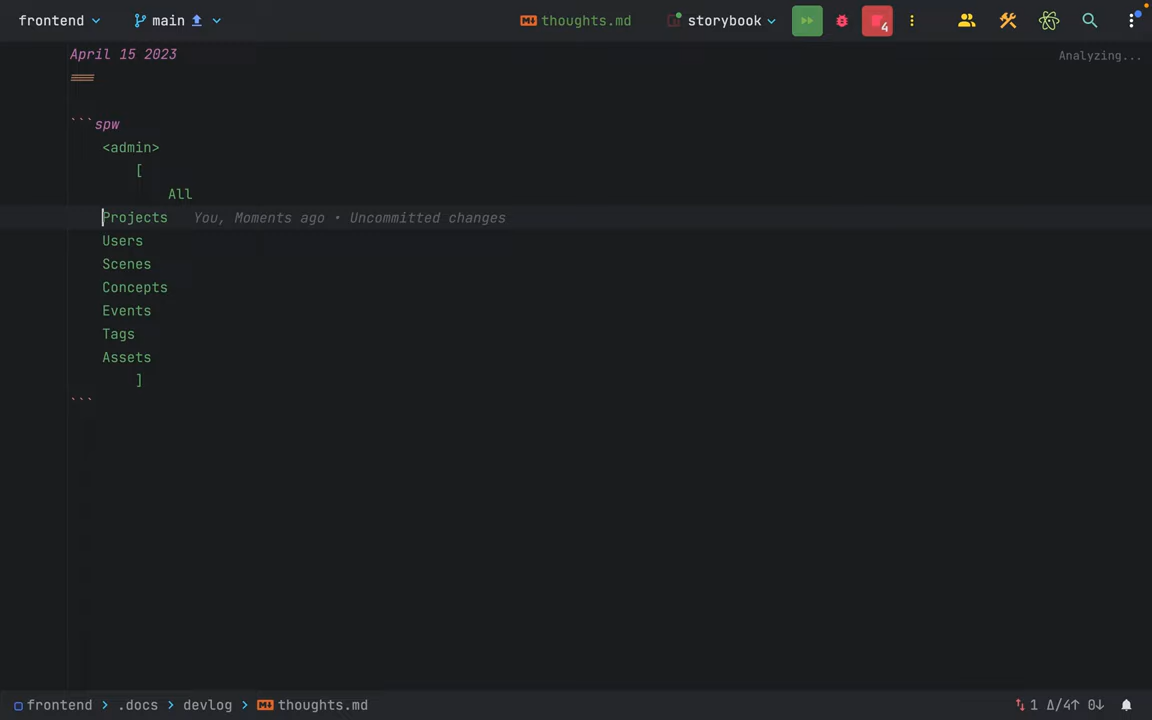 frontend main thoughts.md storybook 4
April 15 2023
====
Analyzing...
```spw
<admin>
[
All
Projects You, Moments ago • Uncommitted changes
Users
Scenes
Concepts
Events
Tags
Assets
]
```
frontend > .docs > devlog > thoughts.md 1 Δ/4↑ 0↓